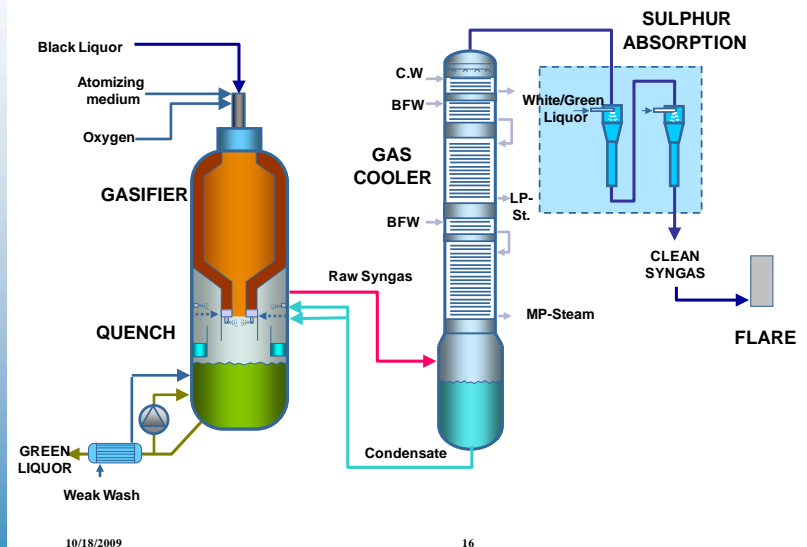 SULPHUR
ABSORPTION
Black Liquor
Atomizing
medium
Oxygen
C.W
BFW
White/Green
Liquor
GASIFIER
GAS
COOLER
LP-
St.
BFW
CLEAN
SYNGAS
Raw Syngas
MP-Steam
QUENCH
FLARE
GREEN
LIQUOR
Condensate
Weak Wash
10/18/2009
16